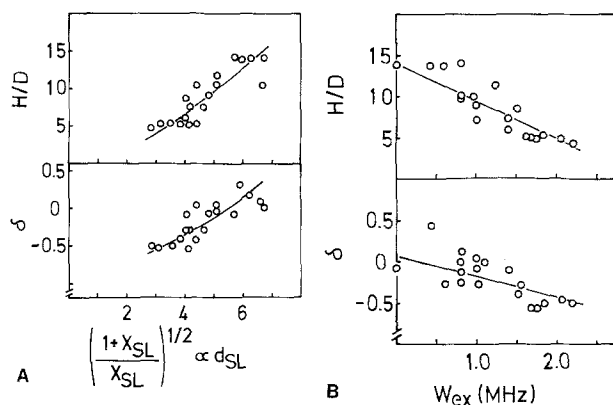 H/D
15
10
5
δ
0.5
0
-0.5
2 4 6
((1+X_SL)/X_SL)^1/2 ∝ d_SL
A
H/D
15
10
5
δ
0.5
0
-0.5
1.0 2.0
W_ex (MHz)
B